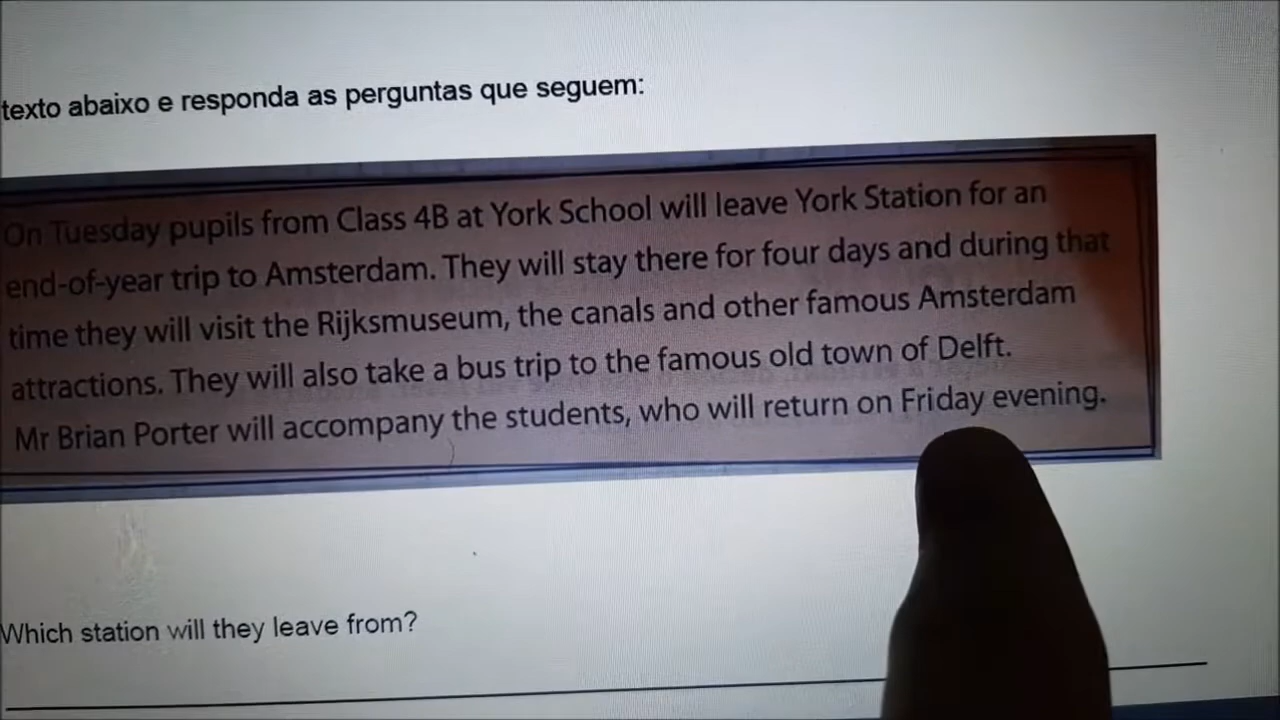 texto abaixo e responda as perguntas que seguem:
On Tuesday pupils from Class 4B at York School will leave York Station for an
end-of-year trip to Amsterdam. They will stay there for four days and during that
time they will visit the Rijksmuseum, the canals and other famous Amsterdam
attractions. They will also take a bus trip to the famous old town of Delft.
Mr Brian Porter will accompany the students, who will return on Friday evening.
Which station will they leave from?